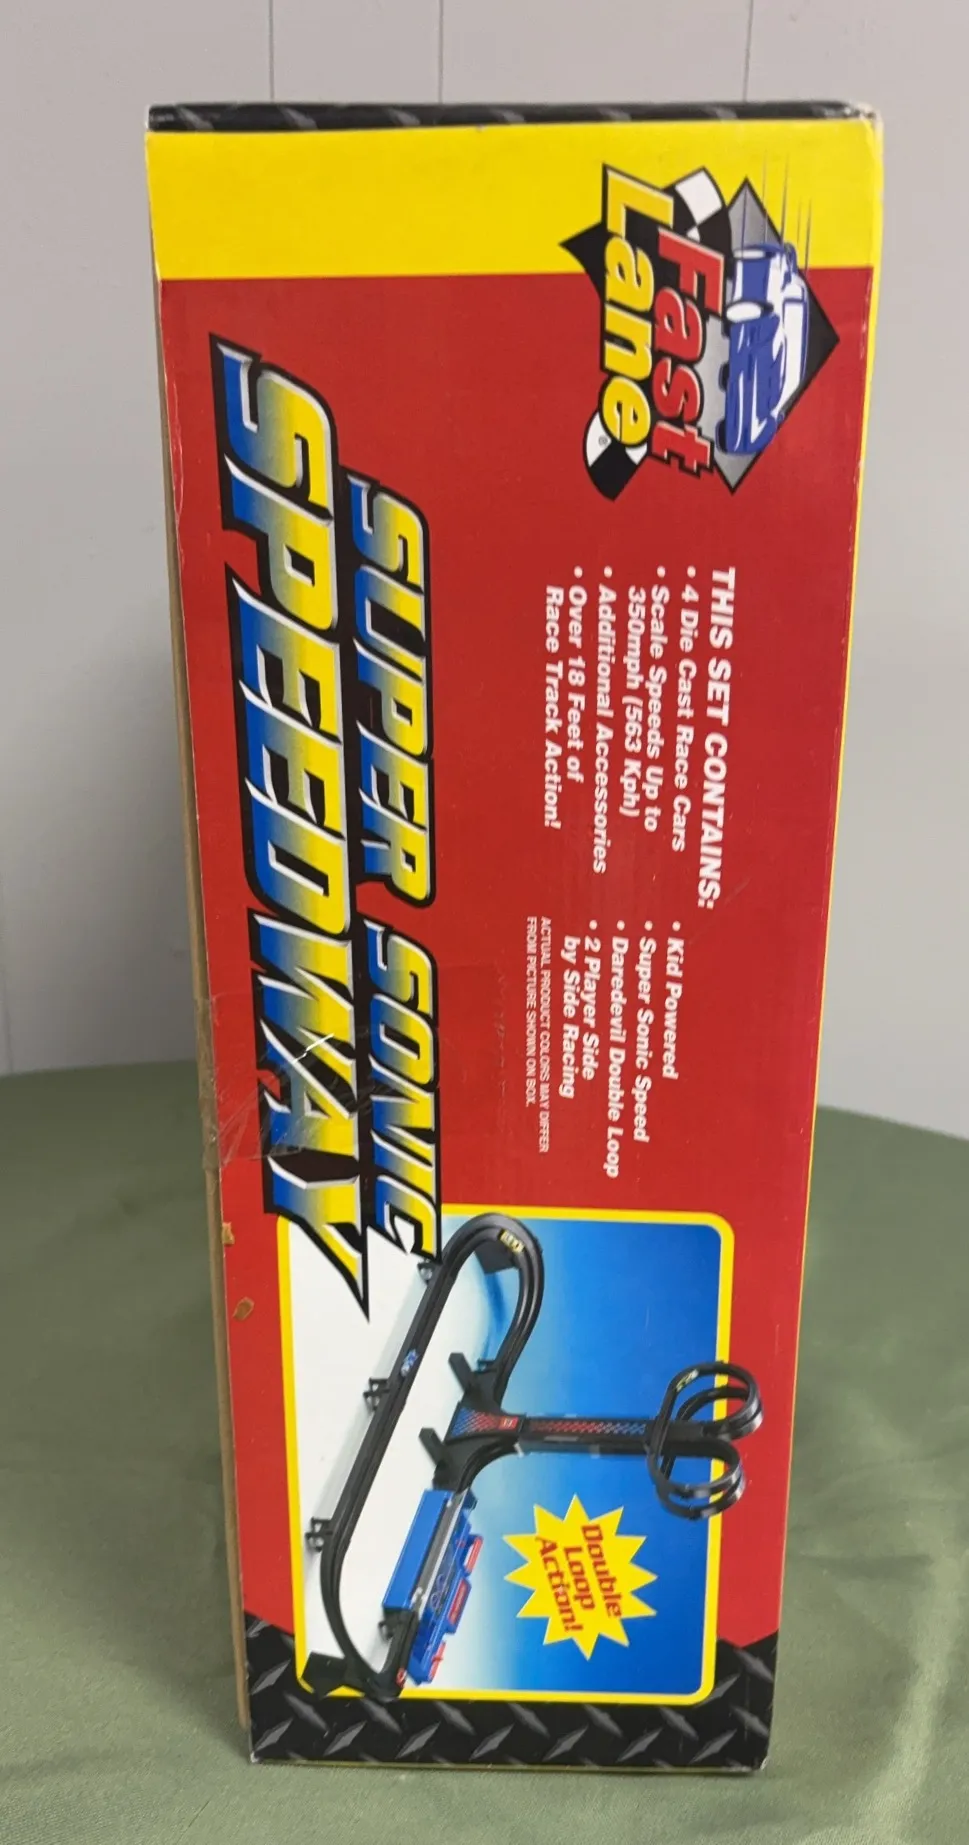 Fast
Lane®
THIS SET CONTAINS:
• 4 Die Cast Race Cars
• Scale Speeds Up to
350mph (563 Kph)
• Additional Accessories
• Over 18 Feet of
Race Track Action!
• Kid Powered
• Super Sonic Speed
• Daredevil Double Loop
• 2 Player Side
by Side Racing
ACTUAL PRODUCT COLORS MAY DIFFER
FROM PICTURE SHOWN ON BOX.
SUPER SONIC
SPEEDWAY
Double
Loop
Action!